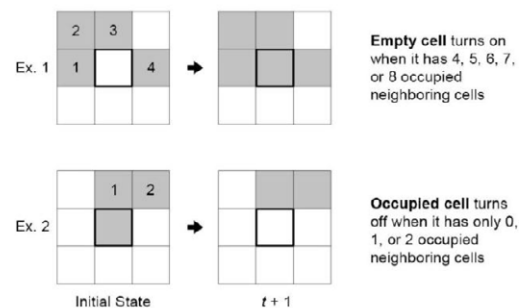 2 3
Ex. 1 1 4
Empty cell turns on
when it has 4, 5, 6, 7,
or 8 occupied
neighboring cells
1 2
Ex. 2
Occupied cell turns
off when it has only 0,
1, or 2 occupied
neighboring cells
Initial State t + 1